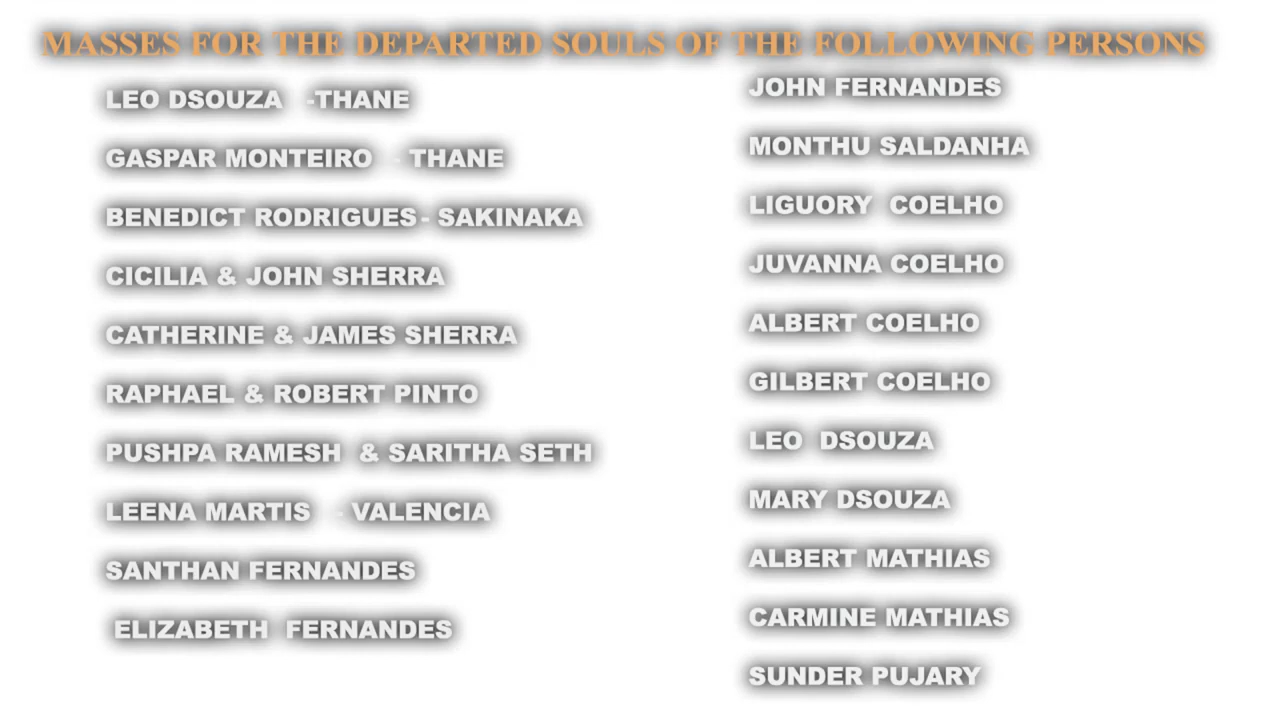 MASSES FOR THE DEPARTED SOULS OF THE FOLLOWING PERSONS
LEO DSOUZA -THANE
GASPAR MONTEIRO - THANE
BENEDICT RODRIGUES - SAKINAKA
CICILIA & JOHN SHERRA
CATHERINE & JAMES SHERRA
RAPHAEL & ROBERT PINTO
PUSHPA RAMESH & SARITHA SETH
LEENA MARTIS - VALENCIA
SANTHAN FERNANDES
ELIZABETH FERNANDES
JOHN FERNANDES
MONTHU SALDANHA
LIGUORY COELHO
JUVANNA COELHO
ALBERT COELHO
GILBERT COELHO
LEO DSOUZA
MARY DSOUZA
ALBERT MATHIAS
CARMINE MATHIAS
SUNDER PUJARY